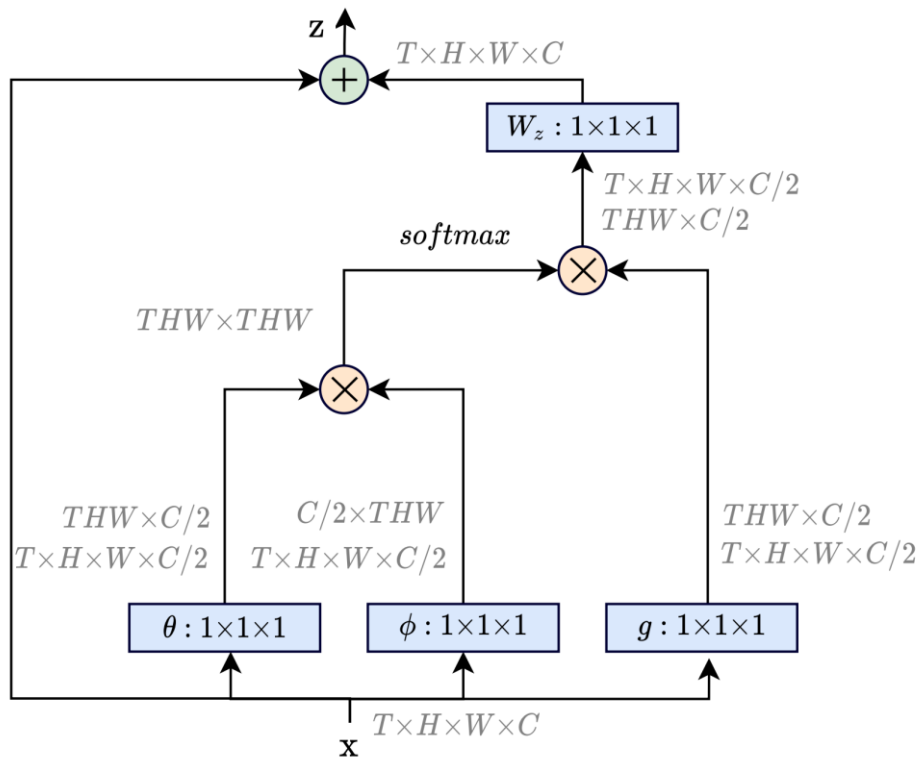 z
T×H×W×C
+
W_z : 1×1×1
T×H×W×C/2
THW×C/2
softmax
×
THW×THW
×
THW×C/2
T×H×W×C/2
C/2×THW
T×H×W×C/2
THW×C/2
T×H×W×C/2
θ : 1×1×1
ϕ : 1×1×1
g : 1×1×1
T×H×W×C
x